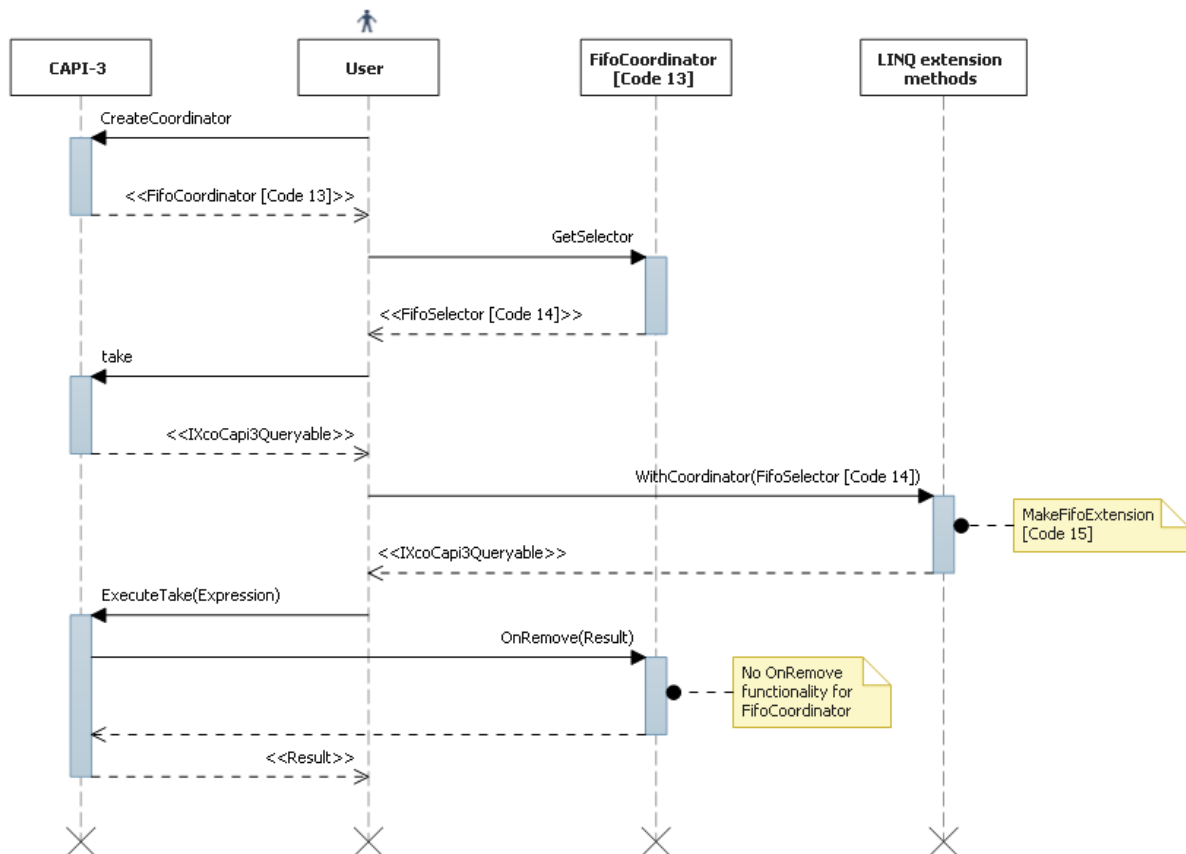 CAPI-3
User
FifoCoordinator
[Code 13]
LINQ extension
methods
CreateCoordinator
<<FifoCoordinator [Code 13]>>
GetSelector
<<FifoSelector [Code 14]>>
take
<<IXcoCapi3Queryable>>
WithCoordinator(FifoSelector [Code 14])
MakeFifoExtension
[Code 15]
<<IXcoCapi3Queryable>>
ExecuteTake(Expression)
OnRemove(Result)
No OnRemove
functionality for
FifoCoordinator
<<Result>>